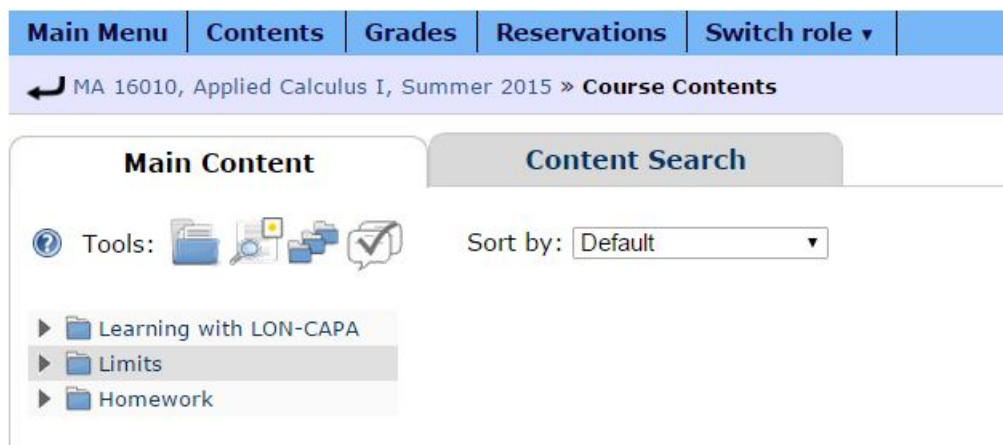 Main Menu Contents Grades Reservations Switch role ▾
MA 16010, Applied Calculus I, Summer 2015 » Course Contents
Main Content Content Search
Tools: Sort by: Default
Learning with LON-CAPA
Limits
Homework